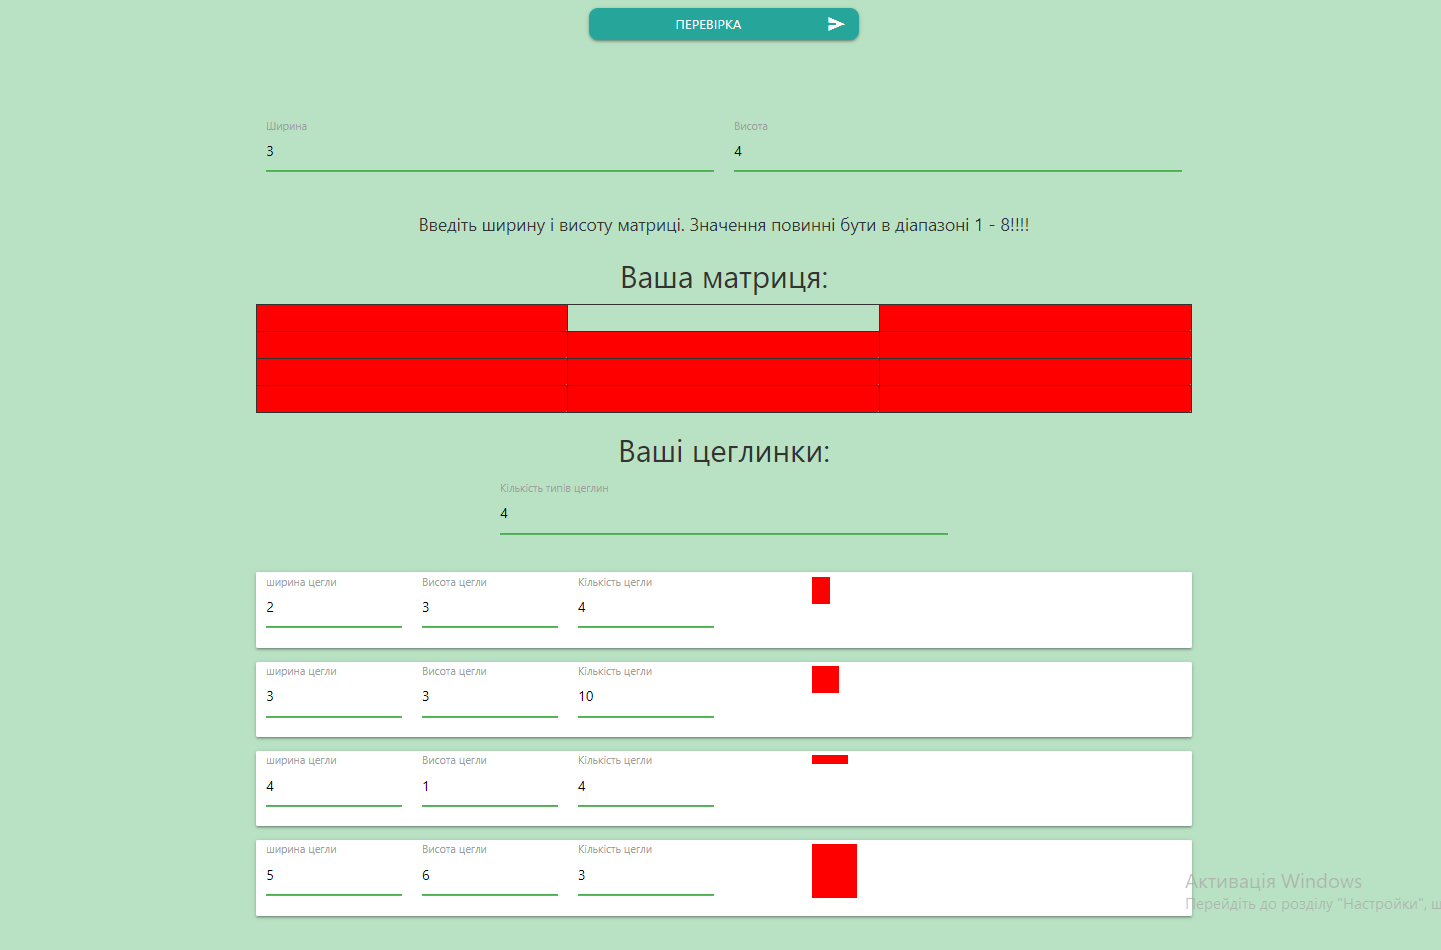 ПЕРЕВІРКА
Ширина Висота
3 4
Введіть ширину і висоту матриці. Значення повинні бути в діапазоні 1 - 8!!!!
Ваша матриця:
Ваші цеглинки:
Кількість типів цеглин
4
ширина цегли Висота цегли Кількість цегли
2 3 4
ширина цегли Висота цегли Кількість цегли
3 3 10
ширина цегли Висота цегли Кількість цегли
4 1 4
ширина цегли Висота цегли Кількість цегли
5 6 3
Активація Windows
Перейдіть до розділу "Настройки", щ